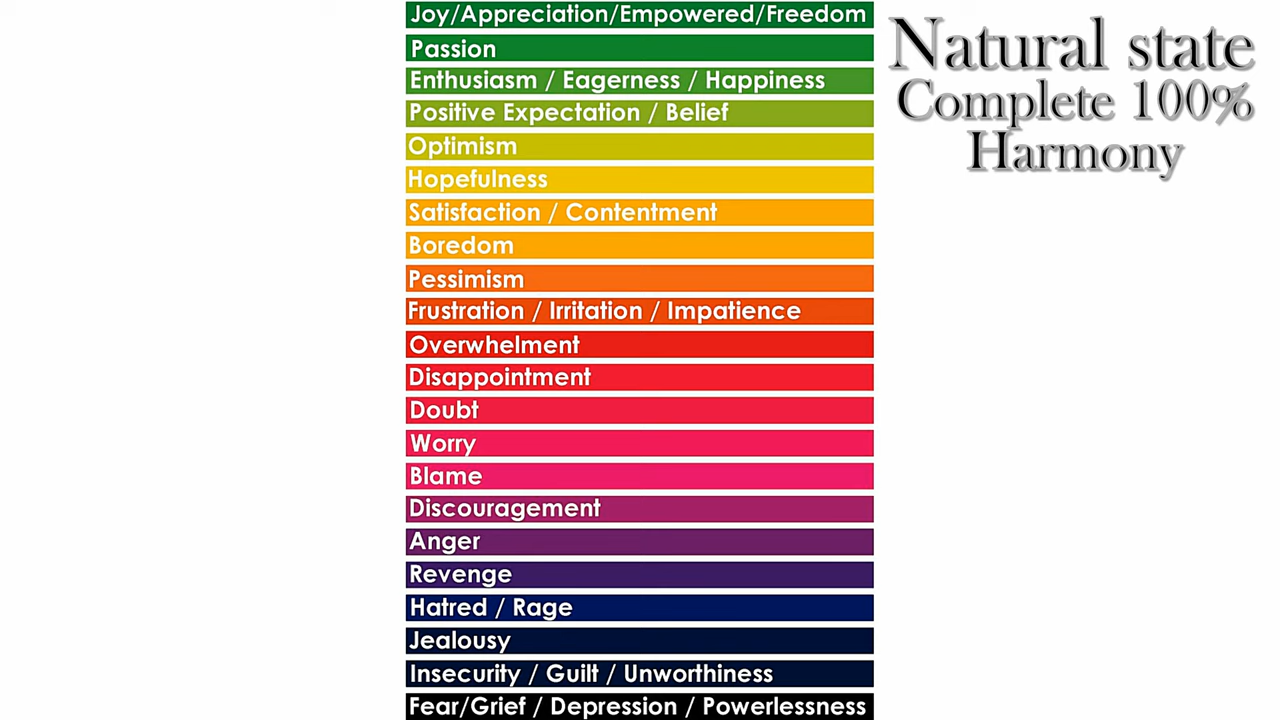 Joy/Appreciation/Empowered/Freedom
Passion
Enthusiasm / Eagerness / Happiness
Positive Expectation / Belief
Optimism
Hopefulness
Satisfaction / Contentment
Boredom
Pessimism
Frustration / Irritation / Impatience
Overwhelment
Disappointment
Doubt
Worry
Blame
Discouragement
Anger
Revenge
Hatred / Rage
Jealousy
Insecurity / Guilt / Unworthiness
Fear/Grief / Depression / Powerlessness
Natural state
Complete 100%
Harmony